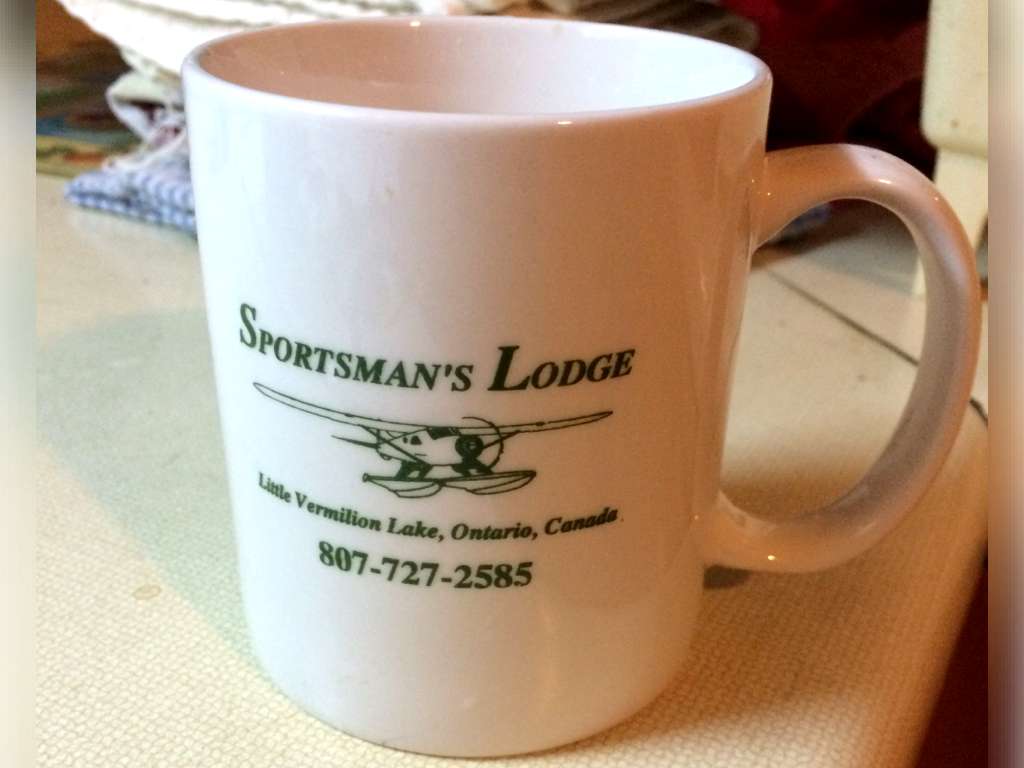 SPORTSMAN'S LODGE
Little Vermilion Lake, Ontario, Canada
807-727-2585